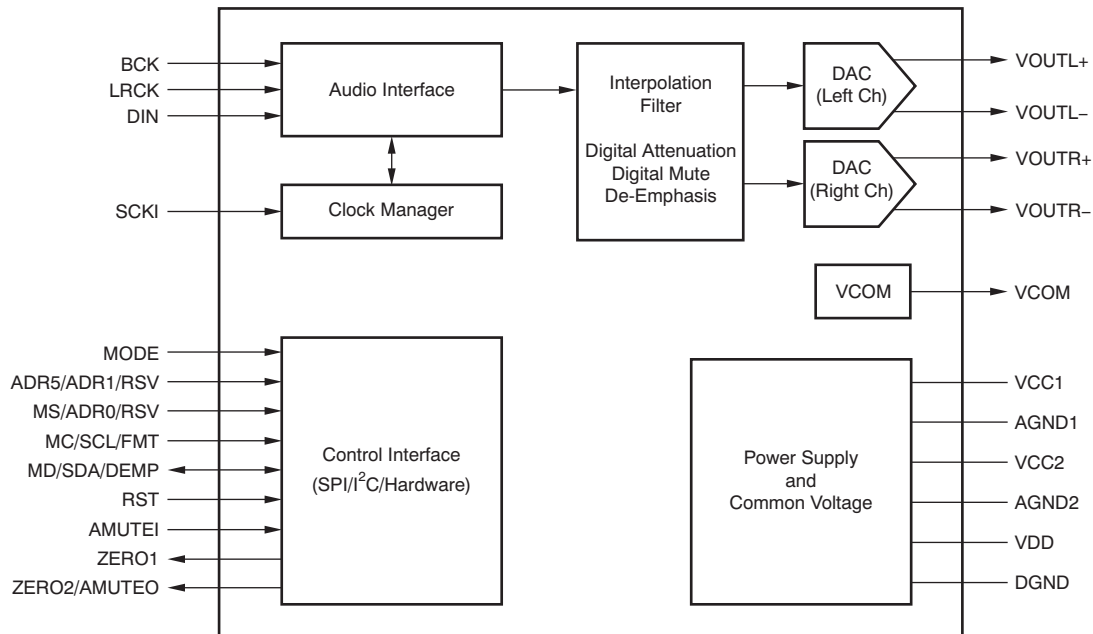 BCK
LRCK
DIN
Audio Interface
SCKI
Clock Manager
Interpolation
Filter
Digital Attenuation
Digital Mute
De-Emphasis
DAC
(Left Ch)
DAC
(Right Ch)
VOUTL+
VOUTL−
VOUTR+
VOUTR−
VCOM
VCOM
MODE
ADR5/ADR1/RSV
MS/ADR0/RSV
MC/SCL/FMT
MD/SDA/DEMP
RST
AMUTEI
ZERO1
ZERO2/AMUTEO
Control Interface
(SPI/I²C/Hardware)
Power Supply
and
Common Voltage
VCC1
AGND1
VCC2
AGND2
VDD
DGND